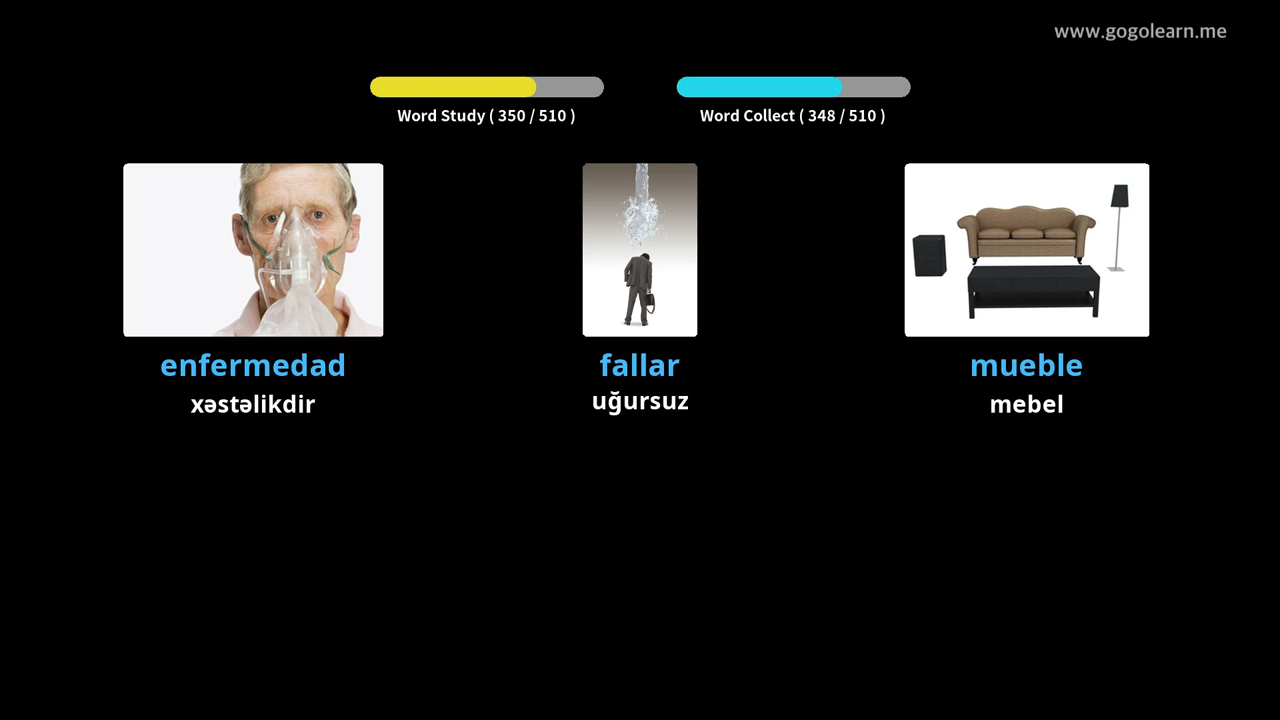 www.gogolearn.me
Word Study ( 350 / 510 )
Word Collect ( 348 / 510 )
enfermedad
xəstəlikdir
fallar
uğursuz
mueble
mebel